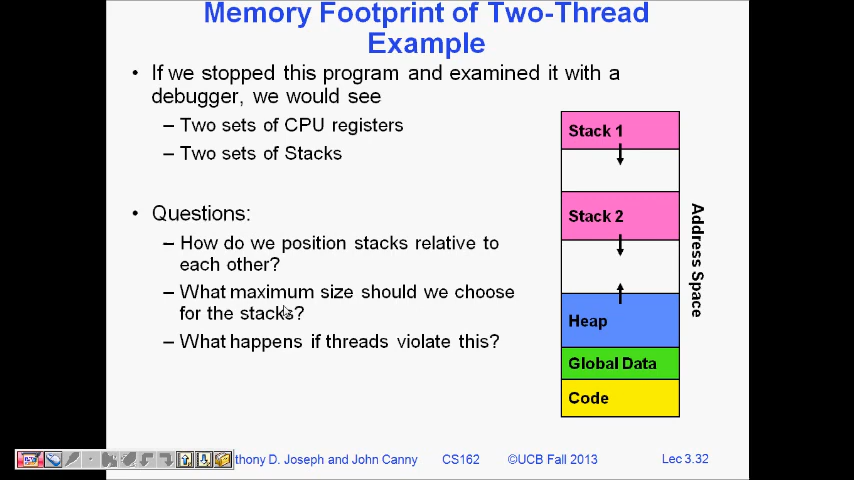 Memory Footprint of Two-Thread
Example
• If we stopped this program and examined it with a
debugger, we would see
– Two sets of CPU registers
– Two sets of Stacks
• Questions:
– How do we position stacks relative to
each other?
– What maximum size should we choose
for the stacks?
– What happens if threads violate this?
Stack 1
Stack 2
Heap
Global Data
Code
Address Space
thony D. Joseph and John Canny CS162 ©UCB Fall 2013 Lec 3.32